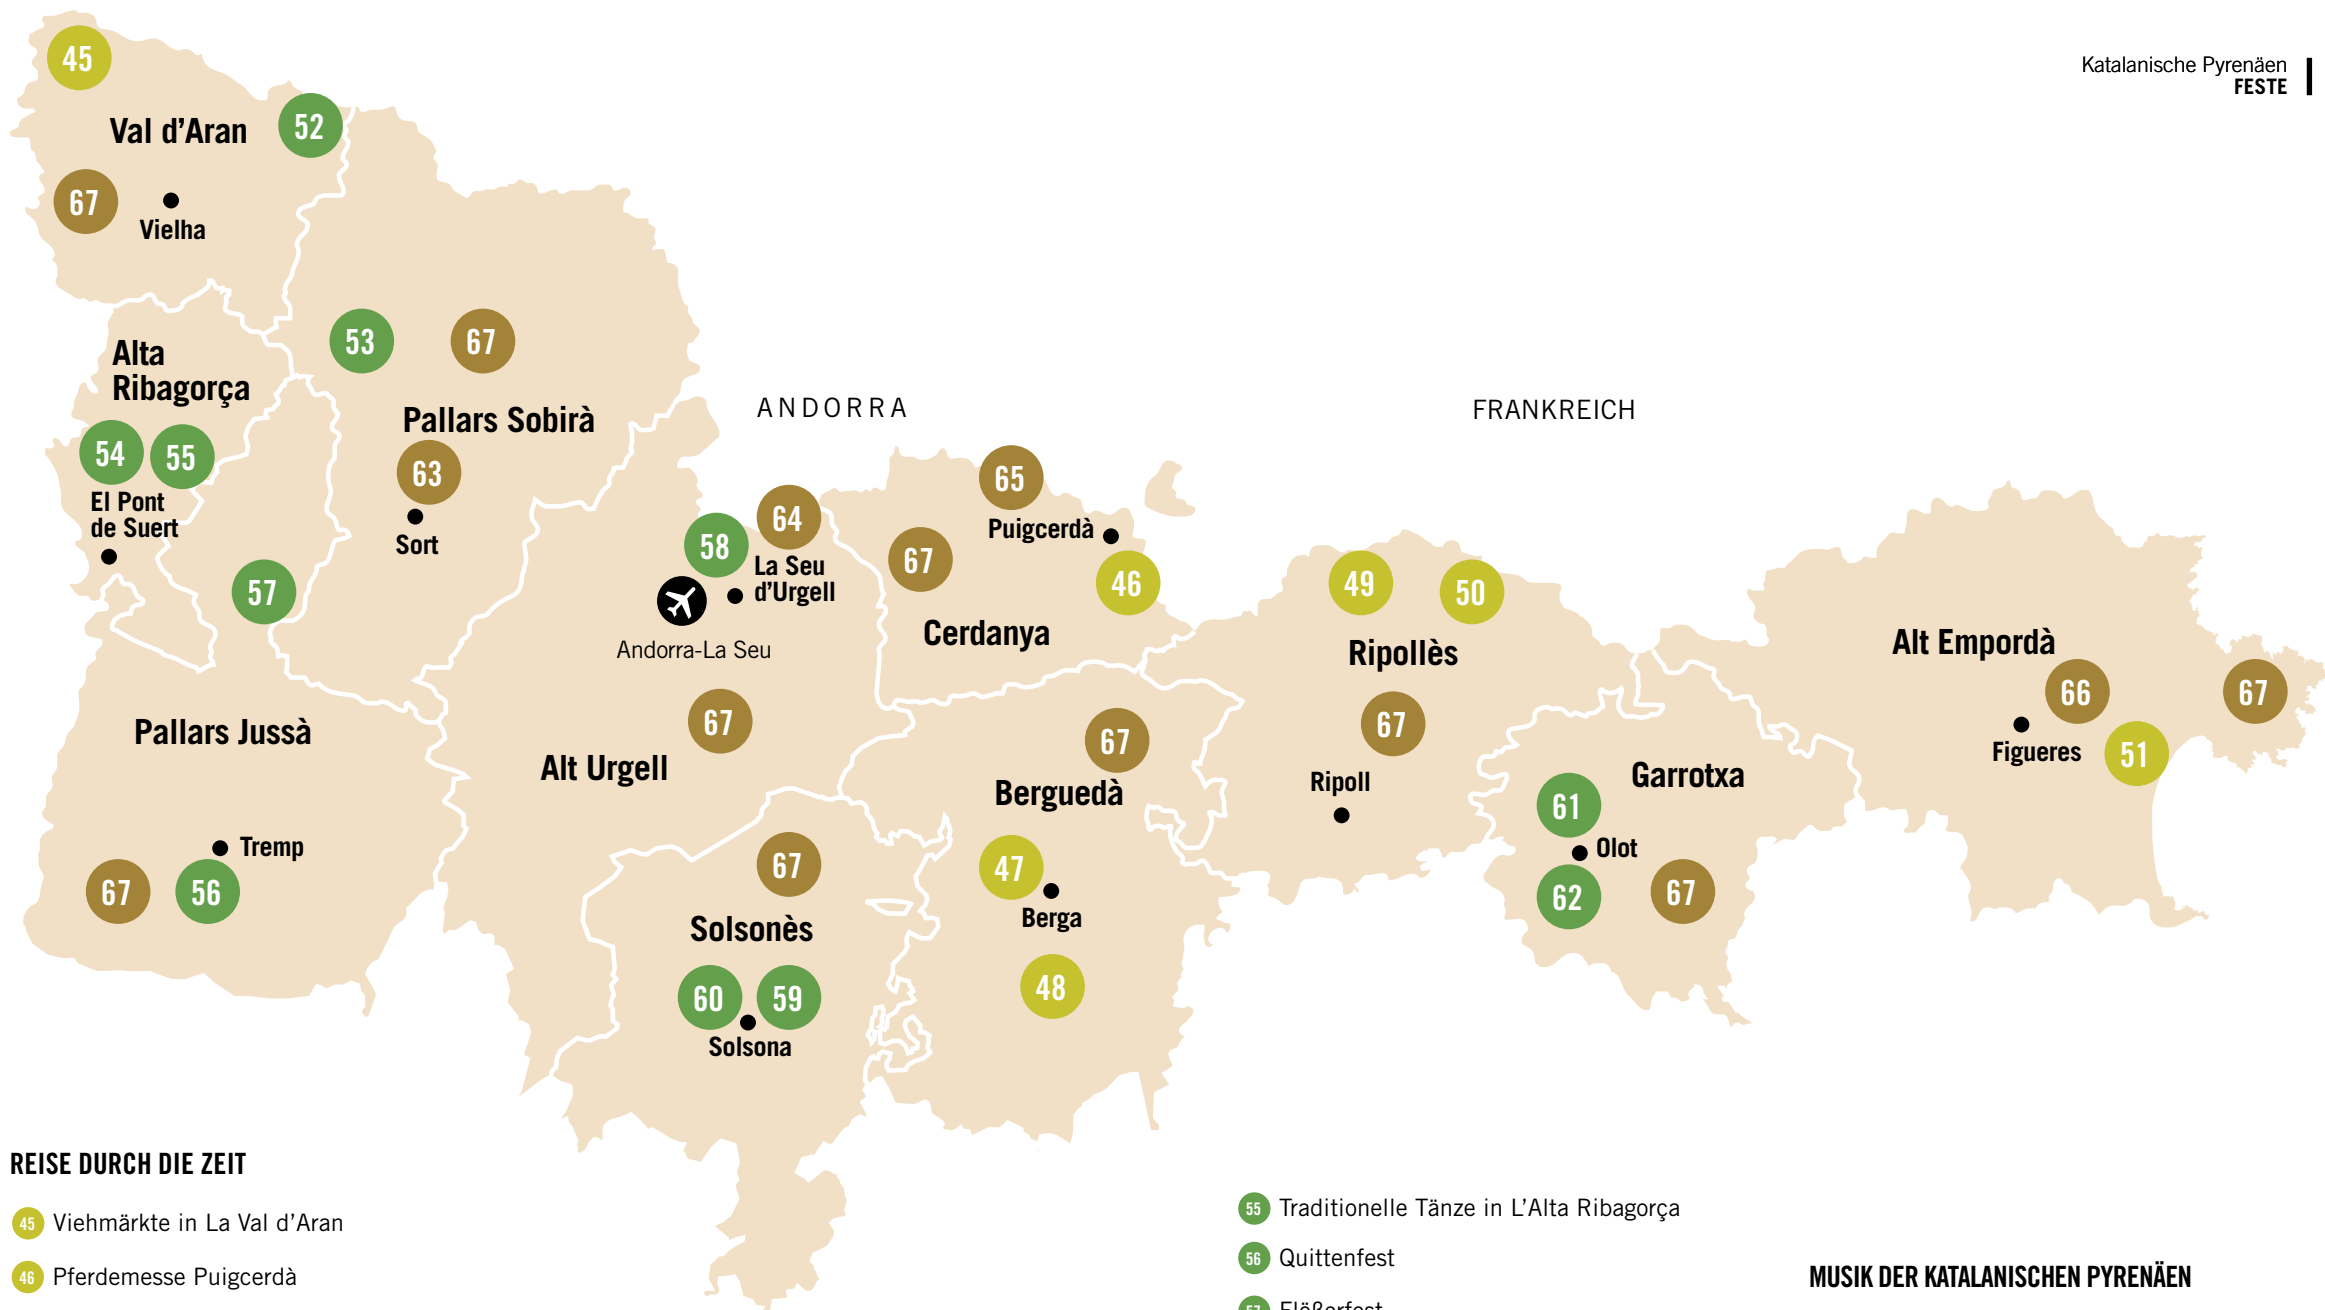 Katalanische Pyrenäen
FESTE
45
Val d’Aran
52
67
Vielha
53
67
Alta
Ribagorça
Pallars Sobirà
54
55
63
El Pont
de Suert
Sort
57
ANDORRA
FRANKREICH
65
64
58
Puigcerdà
La Seu
d’Urgell
67
46
49
50
Andorra-La Seu
Cerdanya
Ripollès
Alt Empordà
66
67
Pallars Jussà
67
Alt Urgell
67
67
Figueres
51
Berguedà
Ripoll
Garrotxa
61
Tremp
67
56
67
47
Olot
Berga
62
67
Solsonès
48
60
59
Solsona
REISE DURCH DIE ZEIT
45 Viehmärkte in La Val d’Aran
46 Pferdemesse Puigcerdà
55 Traditionelle Tänze in L’Alta Ribagorça
56 Quittenfest
57 Flößerfest
MUSIK DER KATALANISCHEN PYRENÄEN